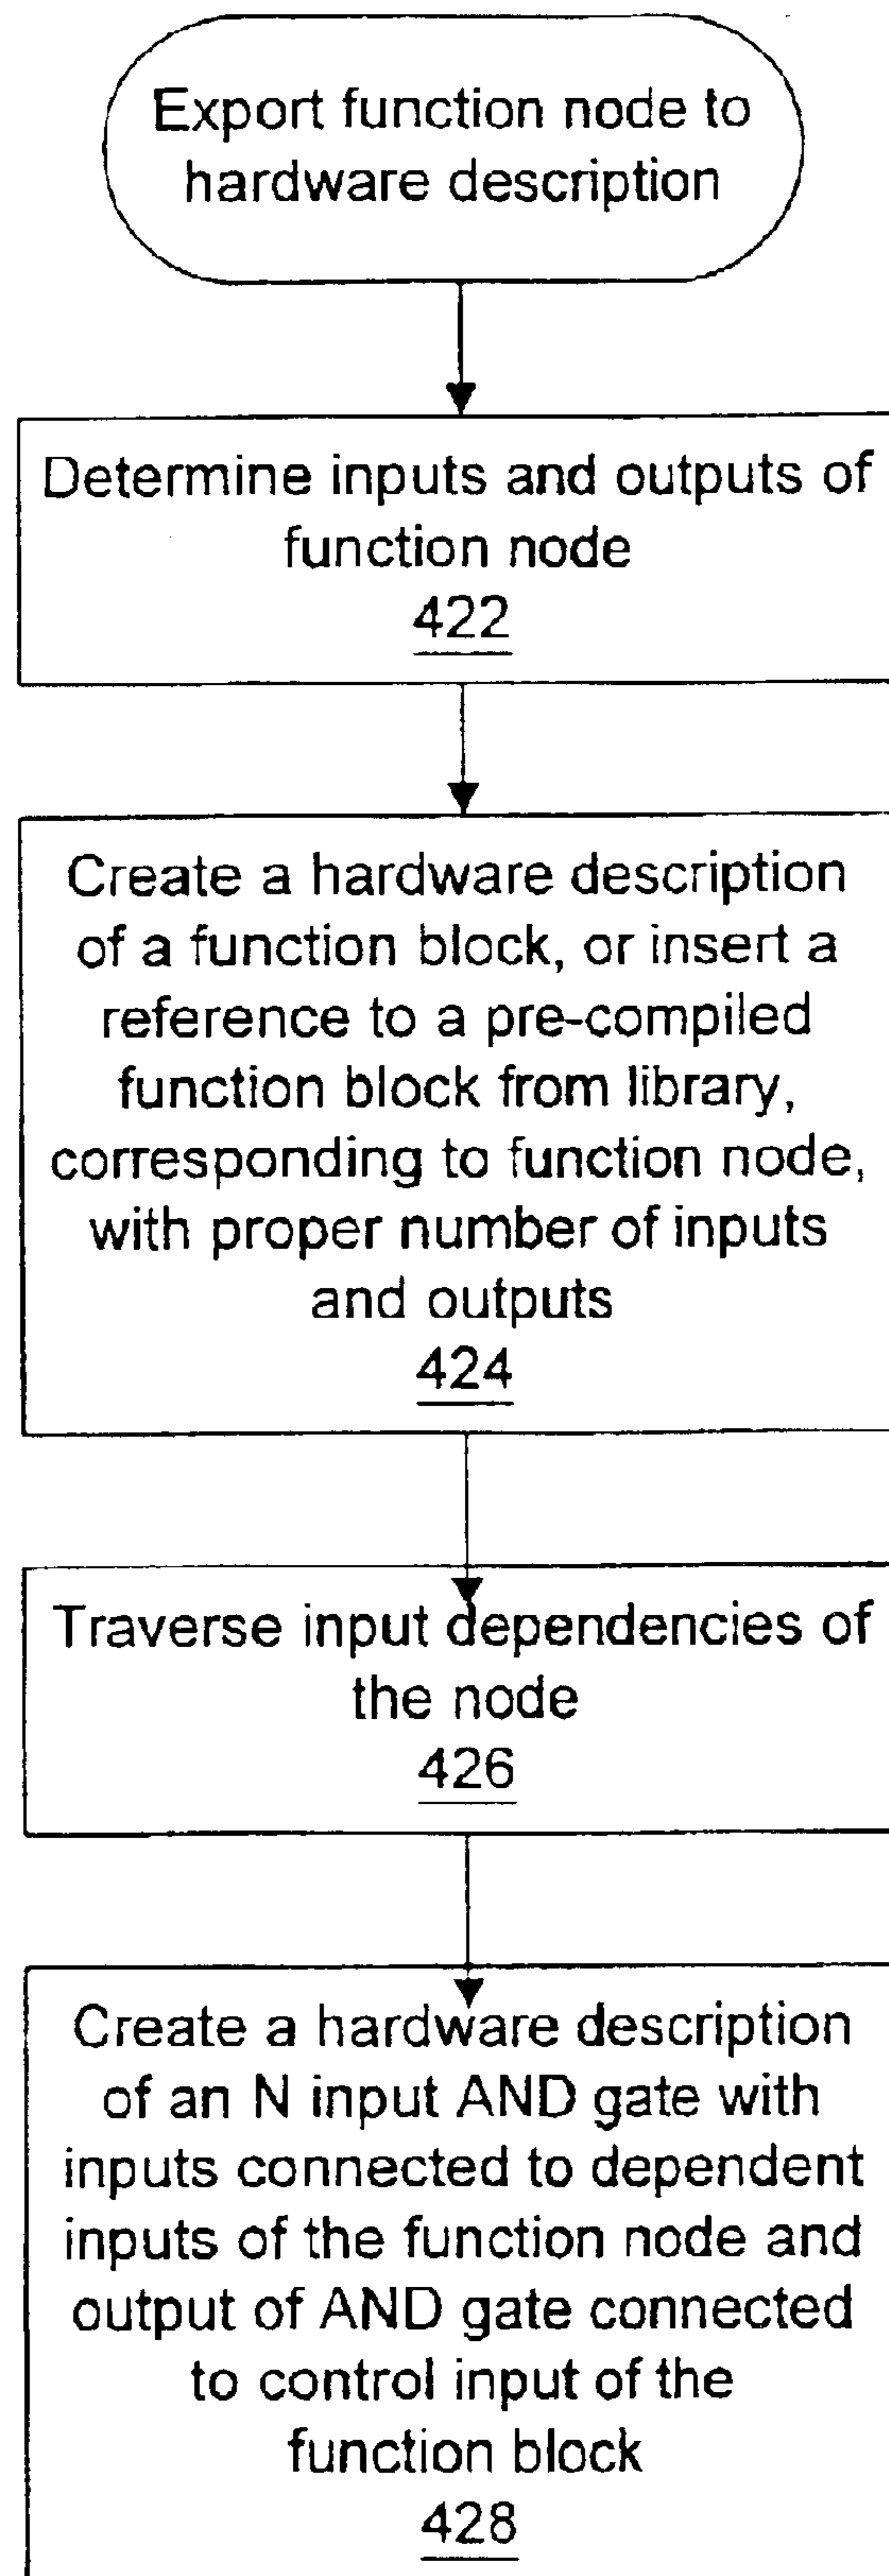 Export function node to
hardware description
Determine inputs and outputs of
function node
422
Create a hardware description
of a function block, or insert a
reference to a pre-compiled
function block from library,
corresponding to function node,
with proper number of inputs
and outputs
424
Traverse input dependencies of
the node
426
Create a hardware description
of an N input AND gate with
inputs connected to dependent
inputs of the function node and
output of AND gate connected
to control input of the
function block
428